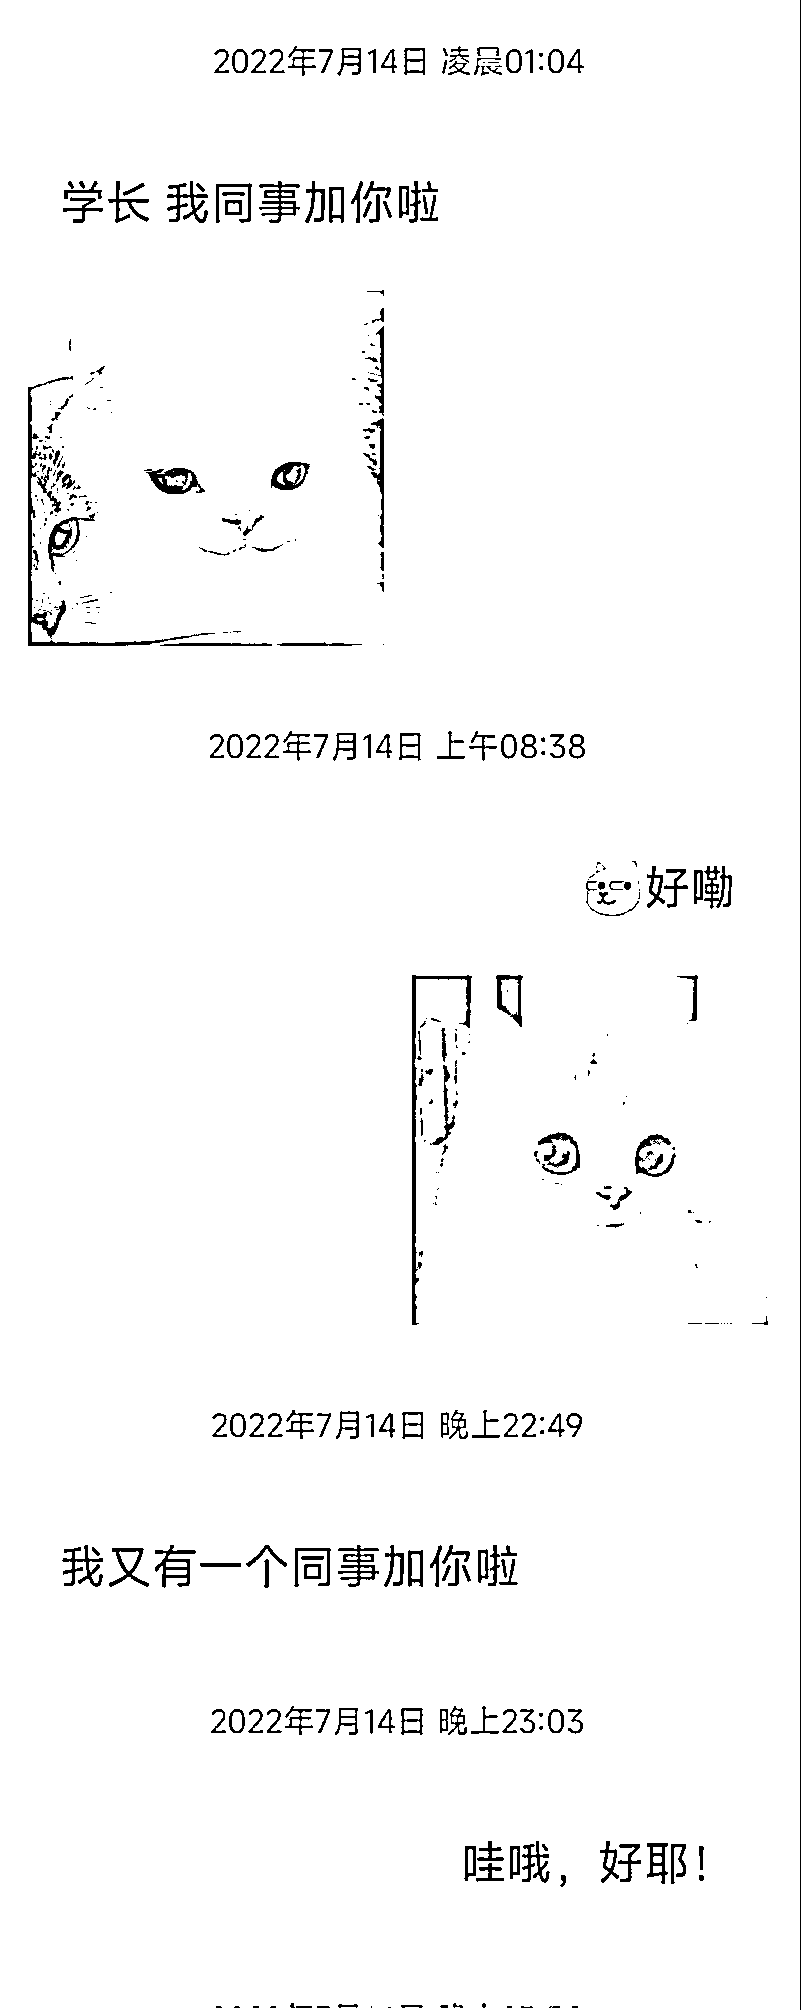 2022年7月14日 凌晨01:04
学长 我同事加你啦
2022年7月14日 上午08:38
好嘞
2022年7月14日 晚上22:49
我又有一个同事加你啦
2022年7月14日 晚上23:03
哇哦，好耶！